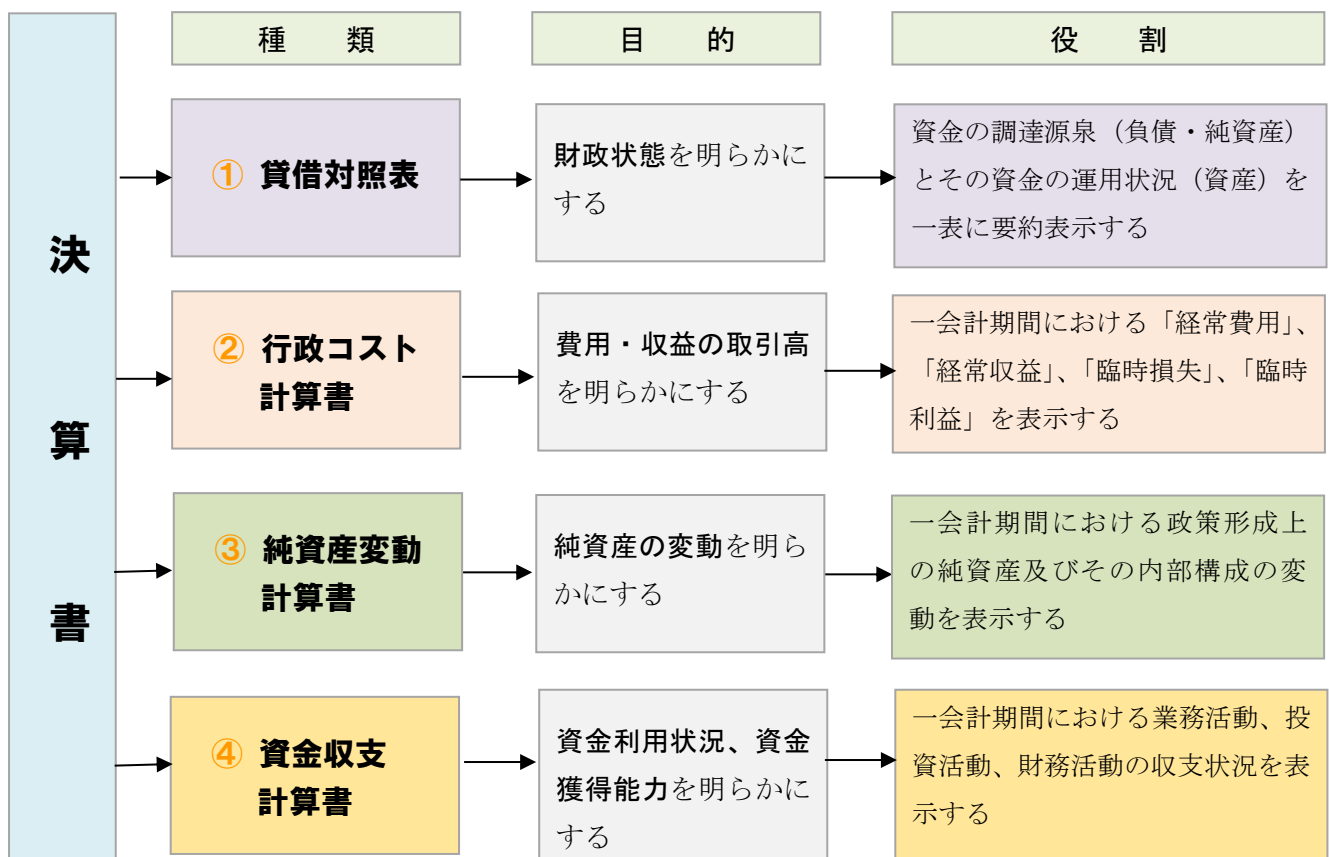 種 類
目 的
役 割
決
算
書
① 貸借対照表
財政状態を明らかに
する
資金の調達源泉（負債・純資産）
とその資金の運用状況（資産）を
一表に要約表示する
② 行政コスト
計算書
費用・収益の取引高
を明らかにする
一会計期間における「経常費用」、
「経常収益」、「臨時損失」、「臨時
利益」を表示する
③ 純資産変動
計算書
純資産の変動を明ら
かにする
一会計期間における政策形成上
の純資産及びその内部構成の変
動を表示する
④ 資金収支
計算書
資金利用状況、資金
獲得能力を明らかに
する
一会計期間における業務活動、投
資活動、財務活動の収支状況を表
示する